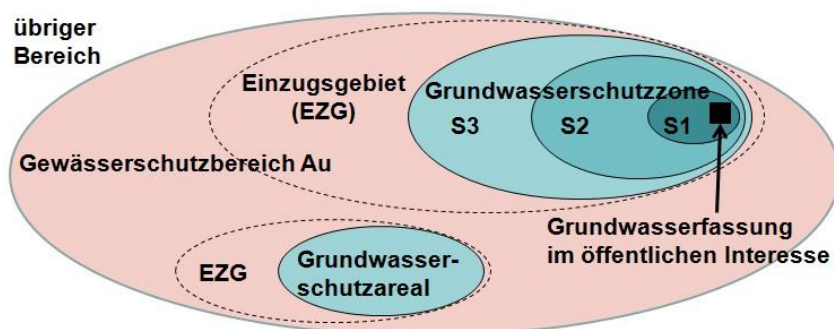 übriger
Bereich
Einzugsgebiet
(EZG)
Grundwasserschutzzone
S3
S2
S1
Gewässerschutzbereich Au
Grundwasserfassung
im öffentlichen Interesse
EZG
Grundwasser-
schutzareal